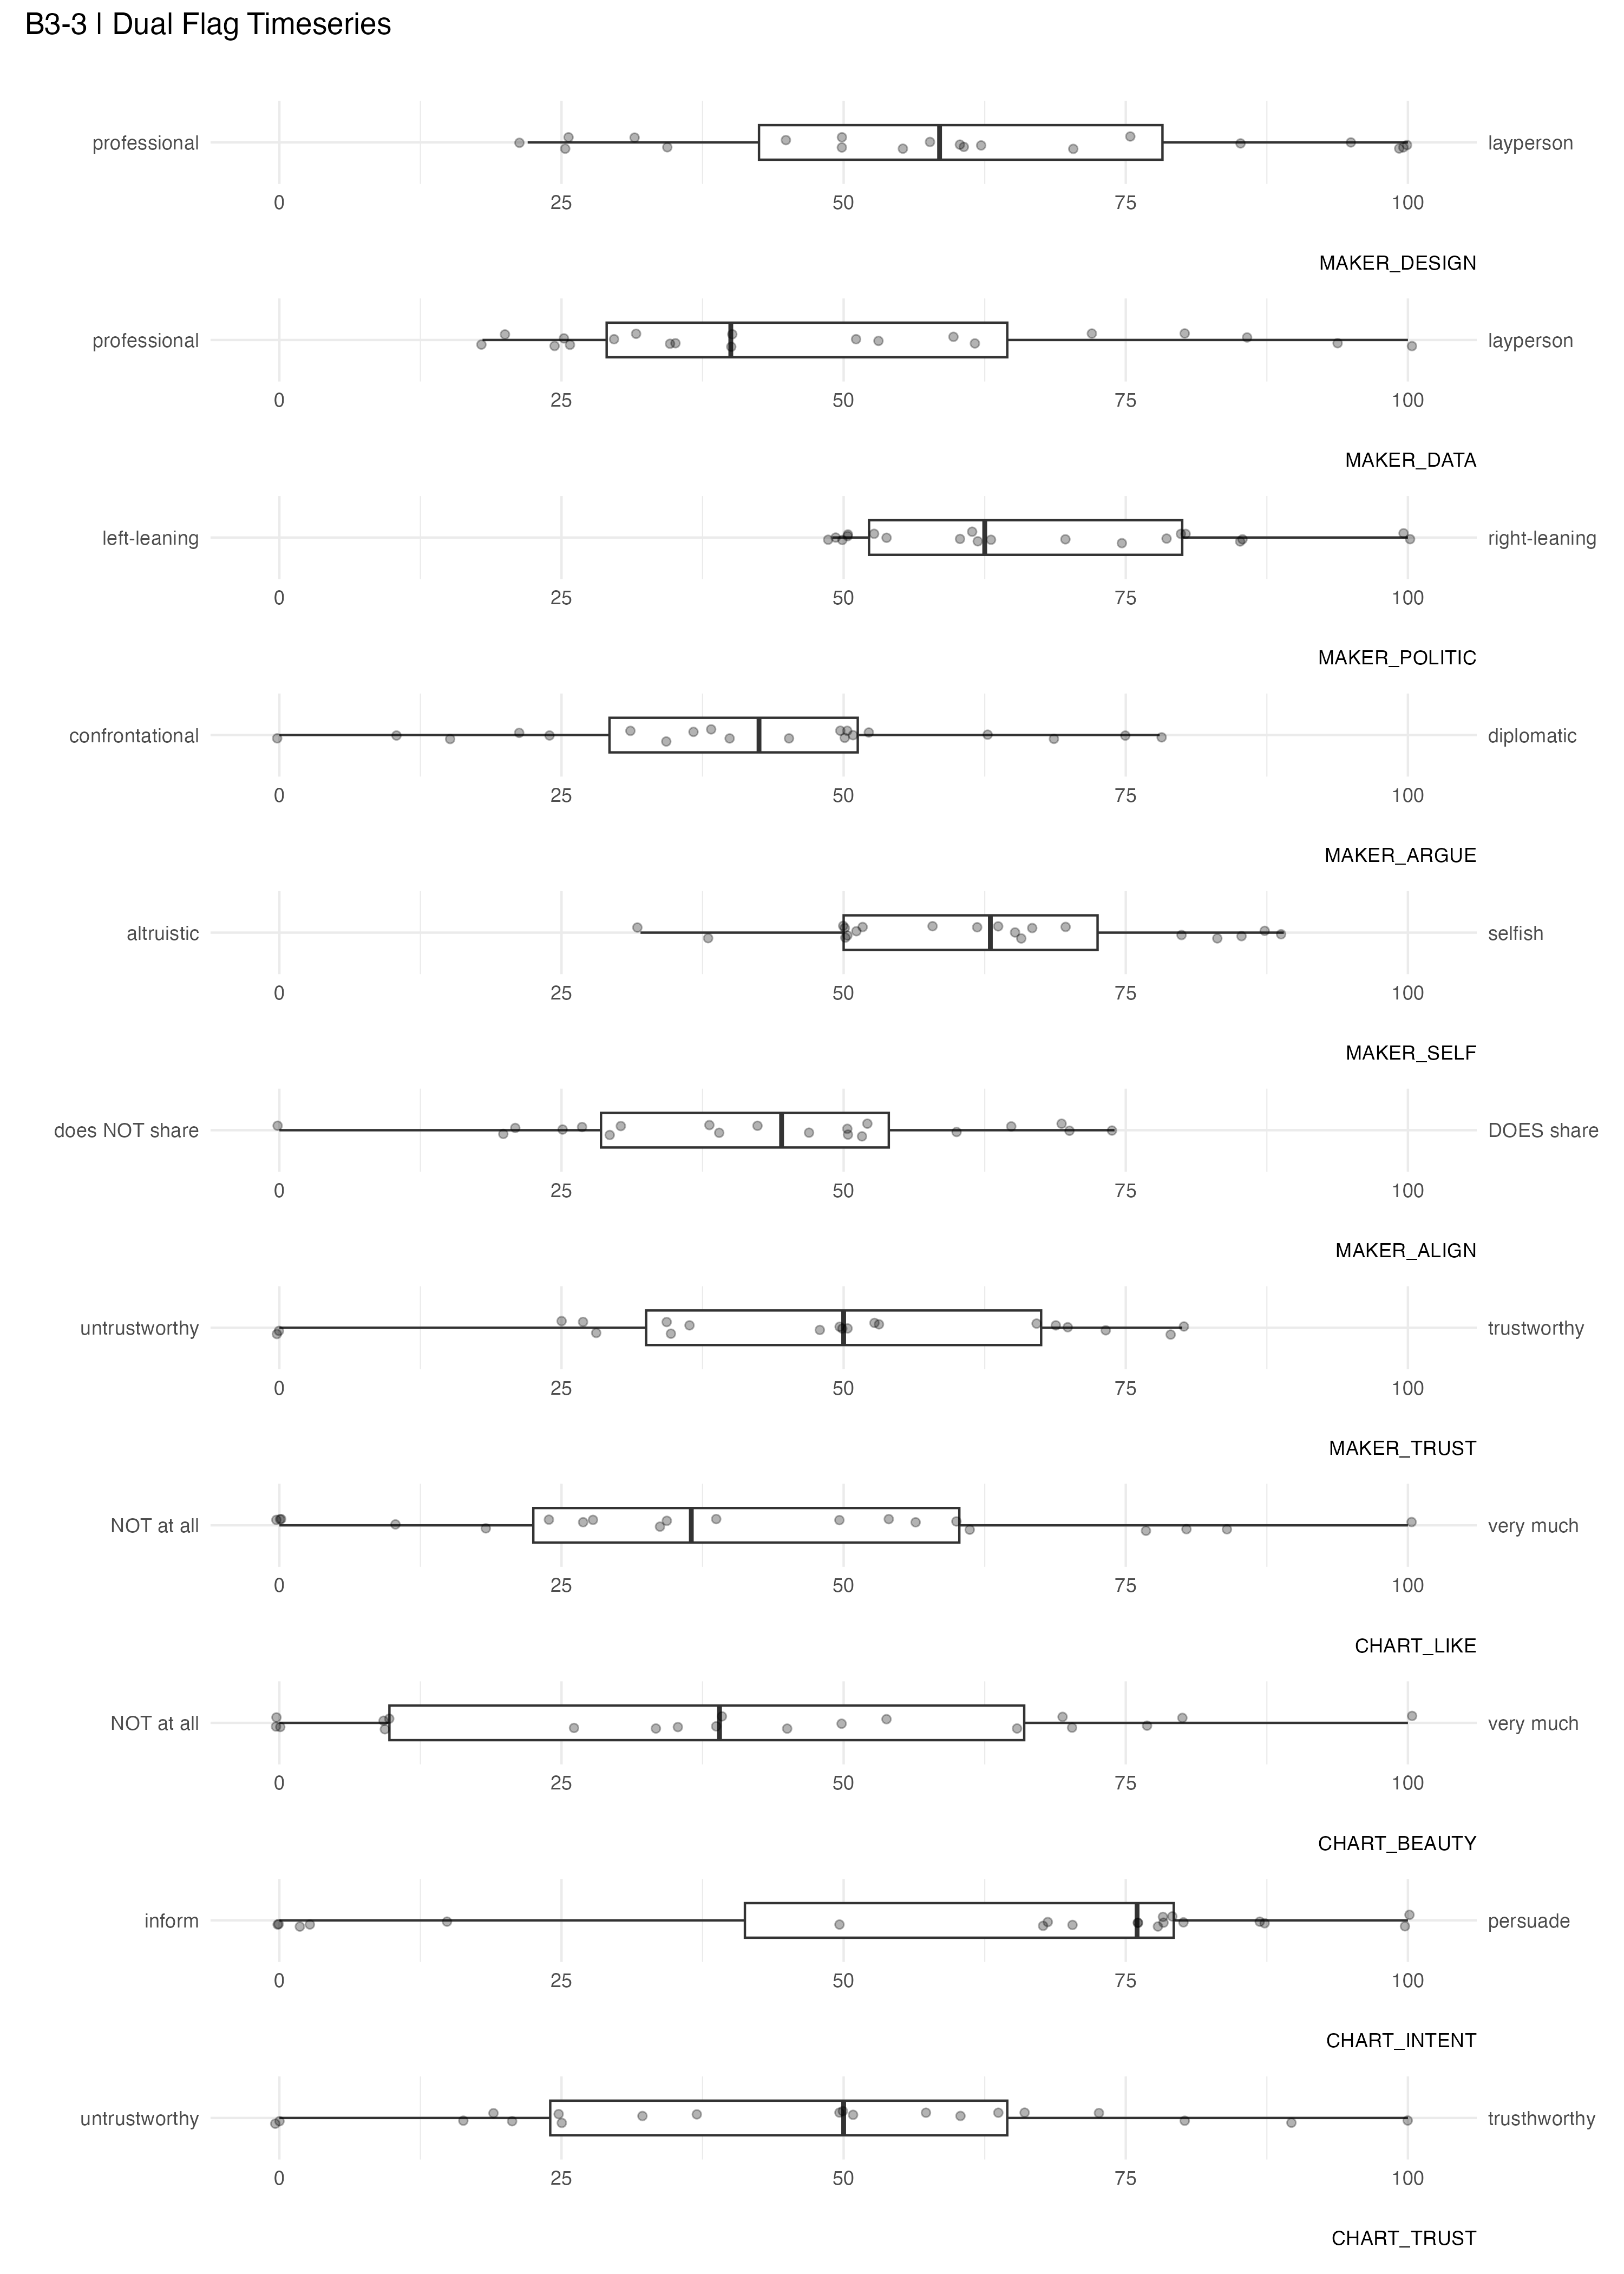 B3-3 | Dual Flag Timeseries
professional layperson
0 25 50 75 100
MAKER_DESIGN
professional layperson
0 25 50 75 100
MAKER_DATA
left-leaning right-leaning
0 25 50 75 100
MAKER_POLITIC
confrontational diplomatic
0 25 50 75 100
MAKER_ARGUE
altruistic selfish
0 25 50 75 100
MAKER_SELF
does NOT share DOES share
0 25 50 75 100
MAKER_ALIGN
untrustworthy trustworthy
0 25 50 75 100
MAKER_TRUST
NOT at all very much
0 25 50 75 100
CHART_LIKE
NOT at all very much
0 25 50 75 100
CHART_BEAUTY
inform persuade
0 25 50 75 100
CHART_INTENT
untrustworthy trusthworthy
0 25 50 75 100
CHART_TRUST